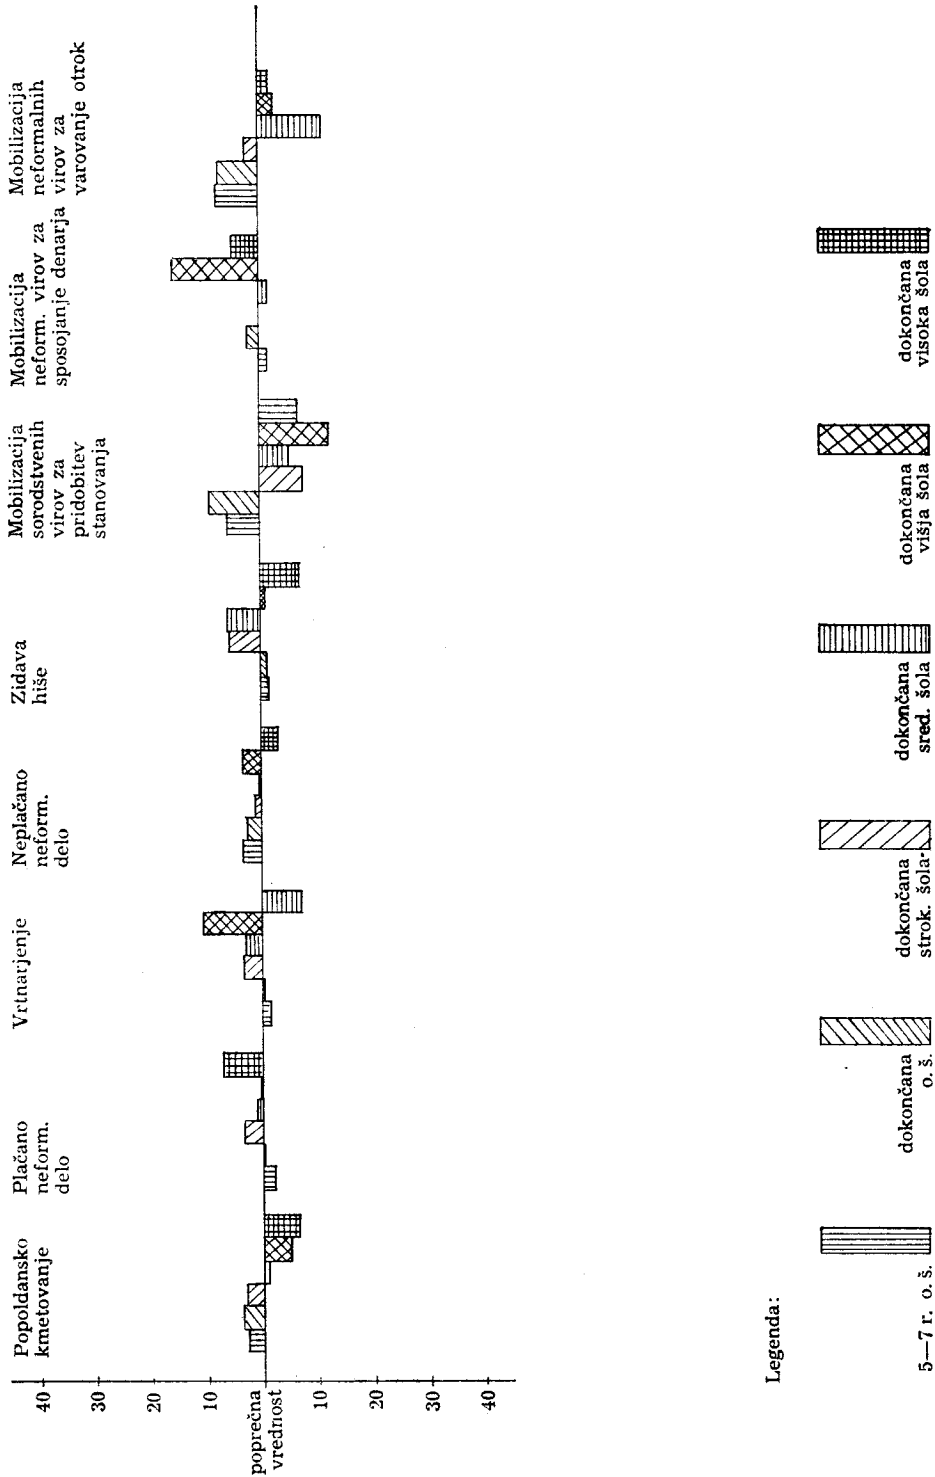 Popoldansko
kmetovanje
Plačano
neform.
delo
Vrtnarjenje
Neplačano
neform.
delo
Zidava
hiše
Mobilizacija
sorodstvenih
virov za
pridobitev
stanovanja
Mobilizacija
neform. virov za
sposojanje denarja
Mobilizacija
neformalnih
virov za
varovanje otrok
40
30
20
10
poprečna
vrednost
10
20
30
40
Legenda:
5—7 r. o. š.
dokončana
o. š.
dokončana
strok. šola
dokončana
sred. šola
dokončana
višja šola
dokončana
visoka šola